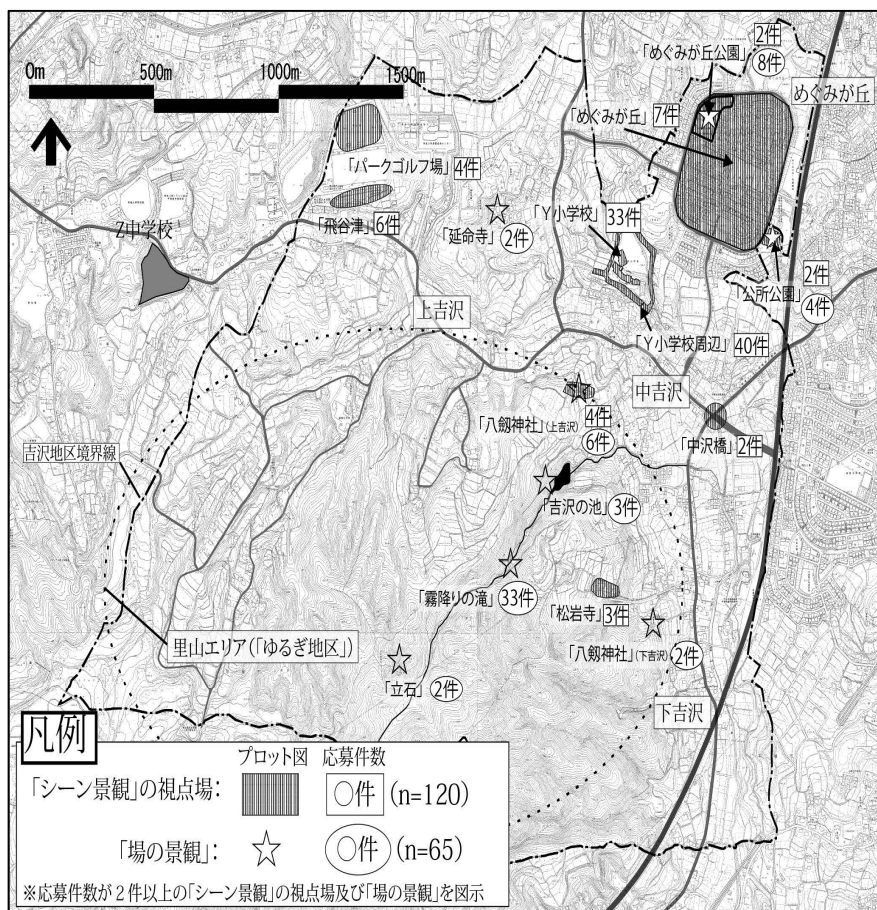 0m
500m
1000m
1500m
「めぐみが丘公園」
2件
8件
めぐみが丘
「めぐみが丘」
7件
「パークゴルフ場」
4件
Z中学校
「飛谷津」
6件
「延命寺」
2件
「Y小学校」
33件
「公所公園」
2件
4件
上吉沢
「Y小学校周辺」
40件
中吉沢
「八剱神社」(上吉沢)
4件
6件
「中沢橋」
2件
吉沢地区境界線
「吉沢の池」
3件
「霧降りの滝」
33件
「松岩寺」
3件
里山エリア(「ゆるぎ地区」)
「八剱神社」(下吉沢)
2件
「立石」
2件
下吉沢
凡例
プロット図
応募件数
「シーン景観」の視点場:
〇件
(n=120)
「場の景観」:
☆
〇件
(n=65)
※応募件数が2件以上の「シーン景観」の視点場及び「場の景観」を図示